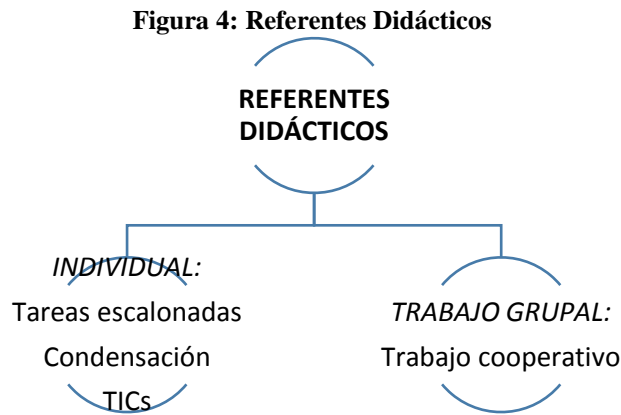 Figura 4: Referentes Didácticos
REFERENTES
DIDÁCTICOS
INDIVIDUAL:
Tareas escalonadas
Condensación
TICs
TRABAJO GRUPAL:
Trabajo cooperativo